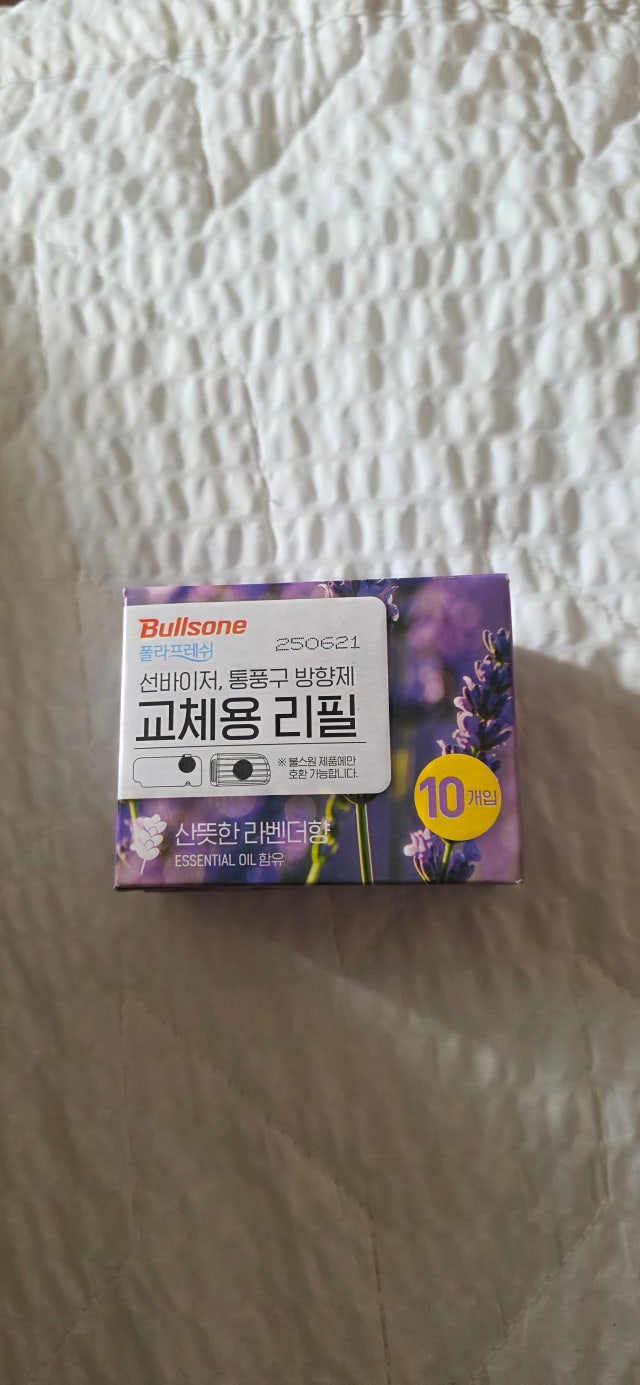 Bullsone
폴라프레쉬
250621
선바이저, 통풍구 방향제
교체용 리필
※ 불스원 제품에만
호환 가능합니다.
10개입
산뜻한 라벤더향
ESSENTIAL OIL 함유